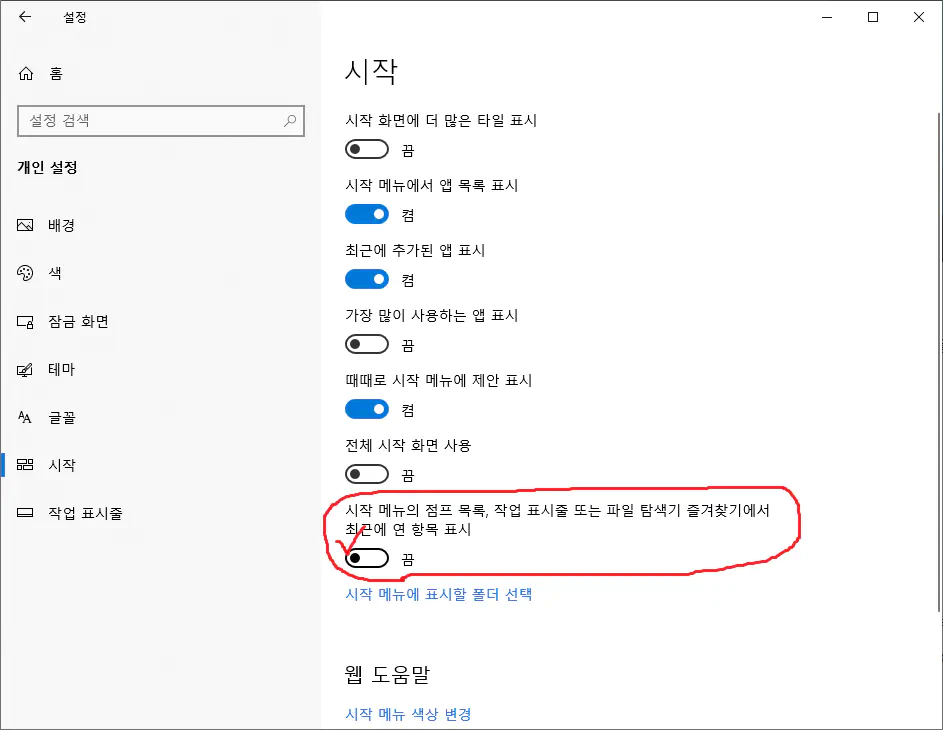 설정
홈
설정 검색
개인 설정
배경
색
잠금 화면
테마
글꼴
시작
작업 표시줄
시작
시작 화면에 더 많은 타일 표시
끔
시작 메뉴에서 앱 목록 표시
켬
최근에 추가된 앱 표시
켬
가장 많이 사용하는 앱 표시
끔
때때로 시작 메뉴에 제안 표시
켬
전체 시작 화면 사용
끔
시작 메뉴의 점프 목록, 작업 표시줄 또는 파일 탐색기 즐겨찾기에서
최근에 연 항목 표시
끔
시작 메뉴에 표시할 폴더 선택
웹 도움말
시작 메뉴 색상 변경